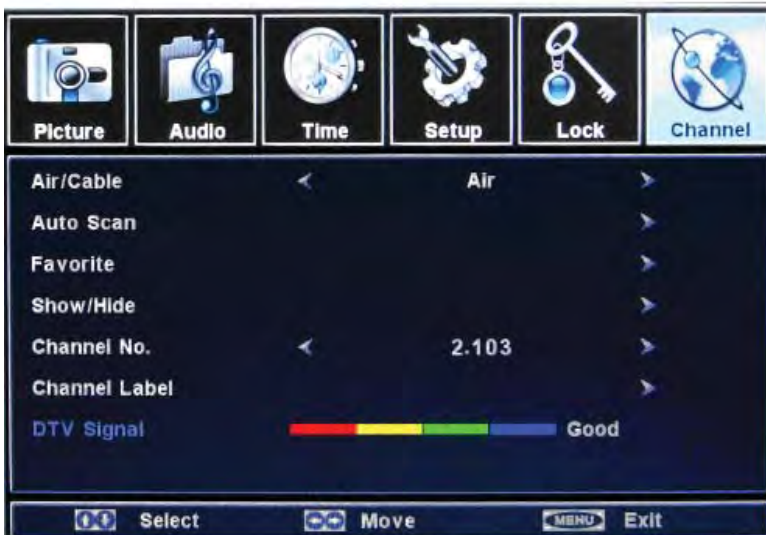 Picture Audio Time Setup Lock Channel
Air/Cable Air
Auto Scan
Favorite
Show/Hide
Channel No. 2-103
Channel Label
DTV Signal Good
Select Move MENU Exit